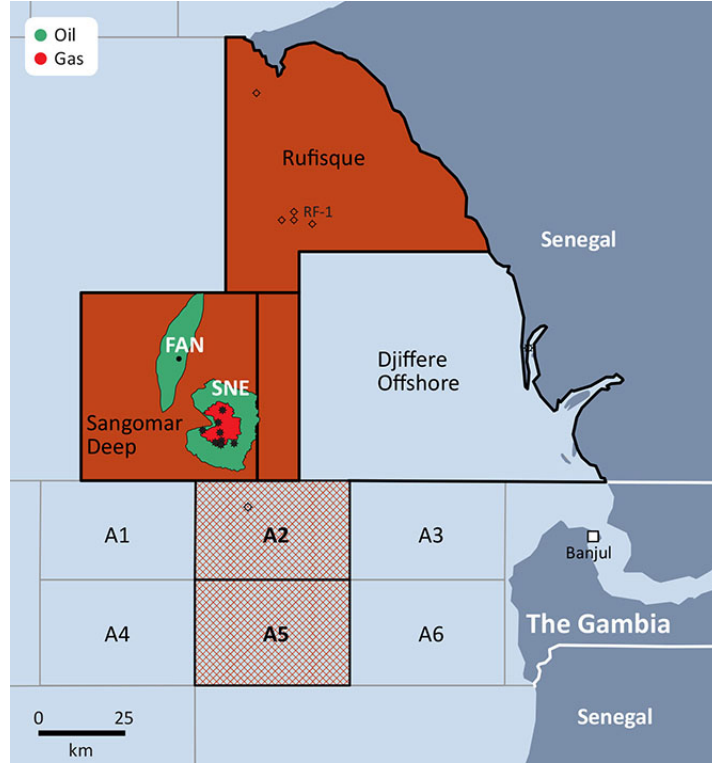 Oil
Gas
Rufisque
RF-1
Senegal
FAN
SNE
Djiffere
Offshore
Sangomar
Deep
A1
A2
A3
Banjul
A4
A5
A6
The Gambia
Senegal
0
25
km